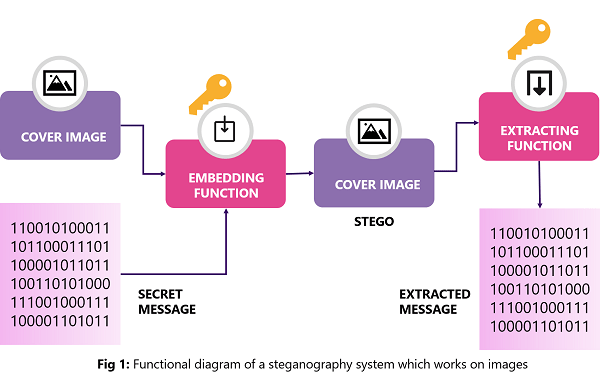 COVER IMAGE
EMBEDDING
FUNCTION
COVER IMAGE
STEGO
EXTRACTING
FUNCTION
110010100011
101100011101
100001011011
100110101000
111001000111
100001101011
SECRET
MESSAGE
EXTRACTED
MESSAGE
110010100011
101100011101
100001011011
100110101000
111001000111
100001101011
Fig 1: Functional diagram of a steganography system which works on images